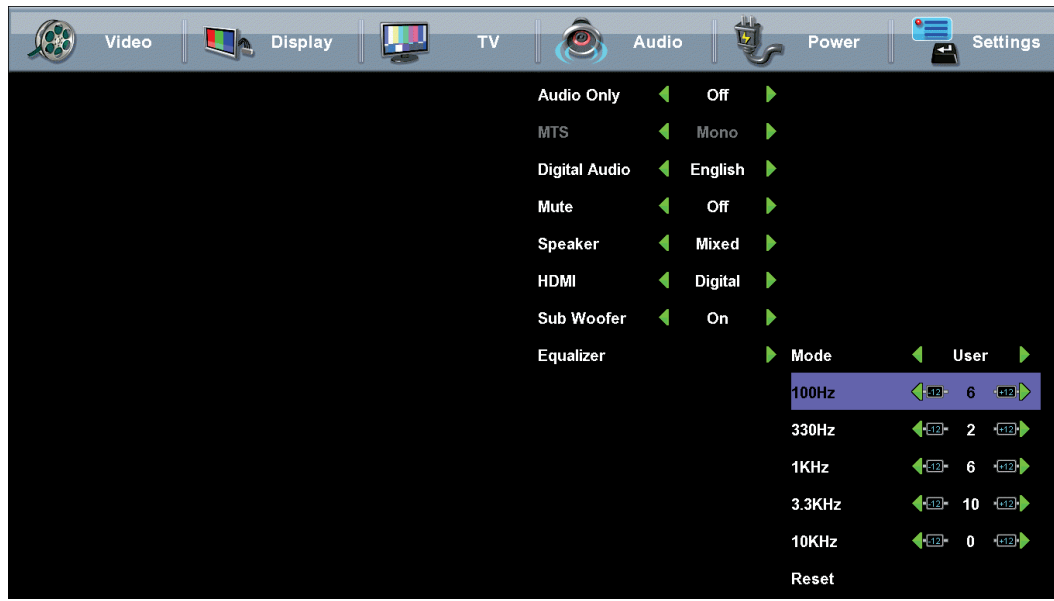 Video Display TV Audio Power Settings
Audio Only Off
MTS Mono
Digital Audio English
Mute Off
Speaker Mixed
HDMI Digital
Sub Woofer On
Equalizer Mode User
100Hz -12 6 +12
330Hz -12 2 +12
1KHz -12 6 +12
3.3KHz -12 10 +12
10KHz -12 0 +12
Reset